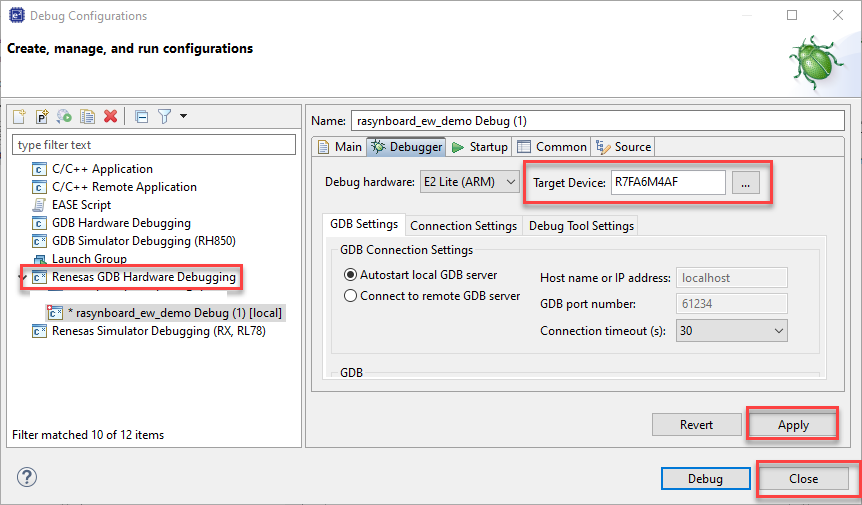 Debug Configurations
Create, manage, and run configurations
type filter text
C/C++ Application
C/C++ Remote Application
EASE Script
GDB Hardware Debugging
GDB Simulator Debugging (RH850)
Launch Group
Renesas GDB Hardware Debugging
* rasynboard_ew_demo Debug (1) [local]
Renesas Simulator Debugging (RX, RL78)
Filter matched 10 of 12 items
Name: rasynboard_ew_demo Debug (1)
Main Debugger Startup Common Source
Debug hardware: E2 Lite (ARM) Target Device: R7FA6M4AF ...
GDB Settings Connection Settings Debug Tool Settings
GDB Connection Settings
Autostart local GDB server Host name or IP address: localhost
Connect to remote GDB server GDB port number: 61234
Connection timeout (s): 30
GDB
Revert Apply
? Debug Close